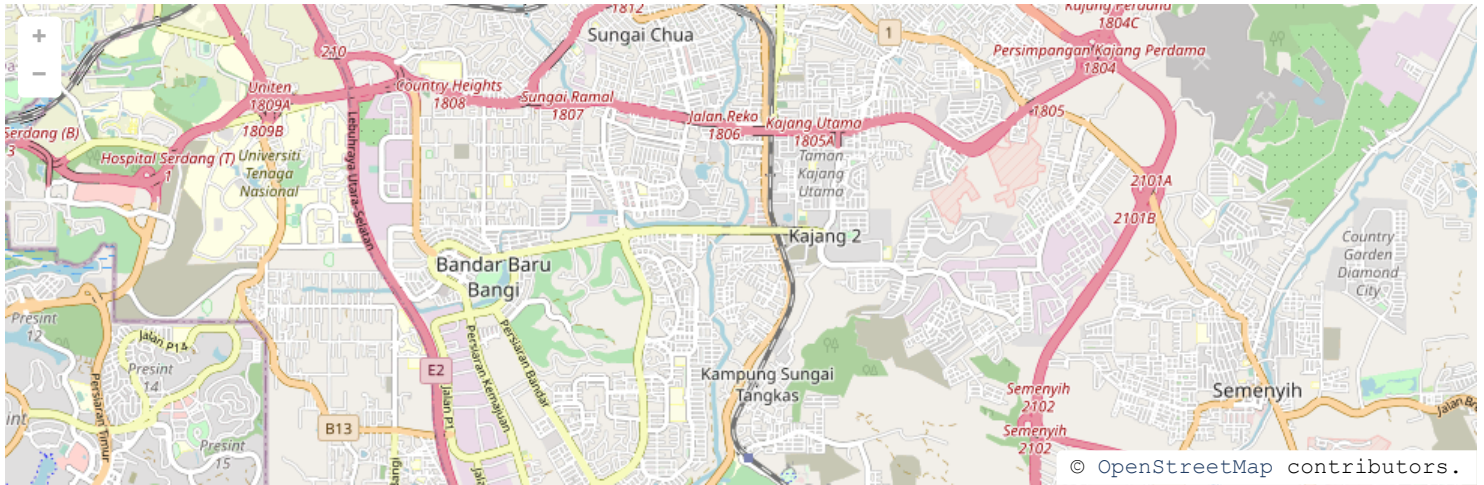 +
−
1812
Sungai Chua
1
Kajang Perdana
1804C
Persimpangan Kajang Perdama
1804
210
Uniten
1809A
Country Heights
1808
Sungai Ramal
1807
Jalan Reko
1806
Kajang Utama
1805A
1805
1809B
Serdang (B)
3
Hospital Serdang (T)
1
Universiti
Tenaga
Nasional
Lebuhraya Utara-Selatan
Taman
Kajang
Utama
2101A
2101B
Kajang 2
Country
Garden
Diamond
City
Bandar Baru
Bangi
Presint
12
Jalan P14
Presint
14
Persiaran Timur
E2
Persiaran Kemajuan
Persiaran Bandar
Jalan P1
Kampung Sungai
Tangkas
Semenyih
2102
Semenyih
Semenyih
2102
B13
Presint
15
© OpenStreetMap contributors.